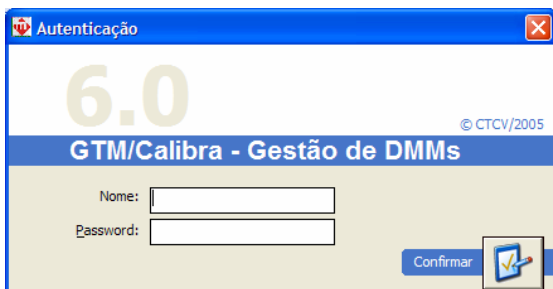 Autenticação
6.0
© CTCV/2005
GTM/Calibra - Gestão de DMMs
Nome:
Password:
Confirmar